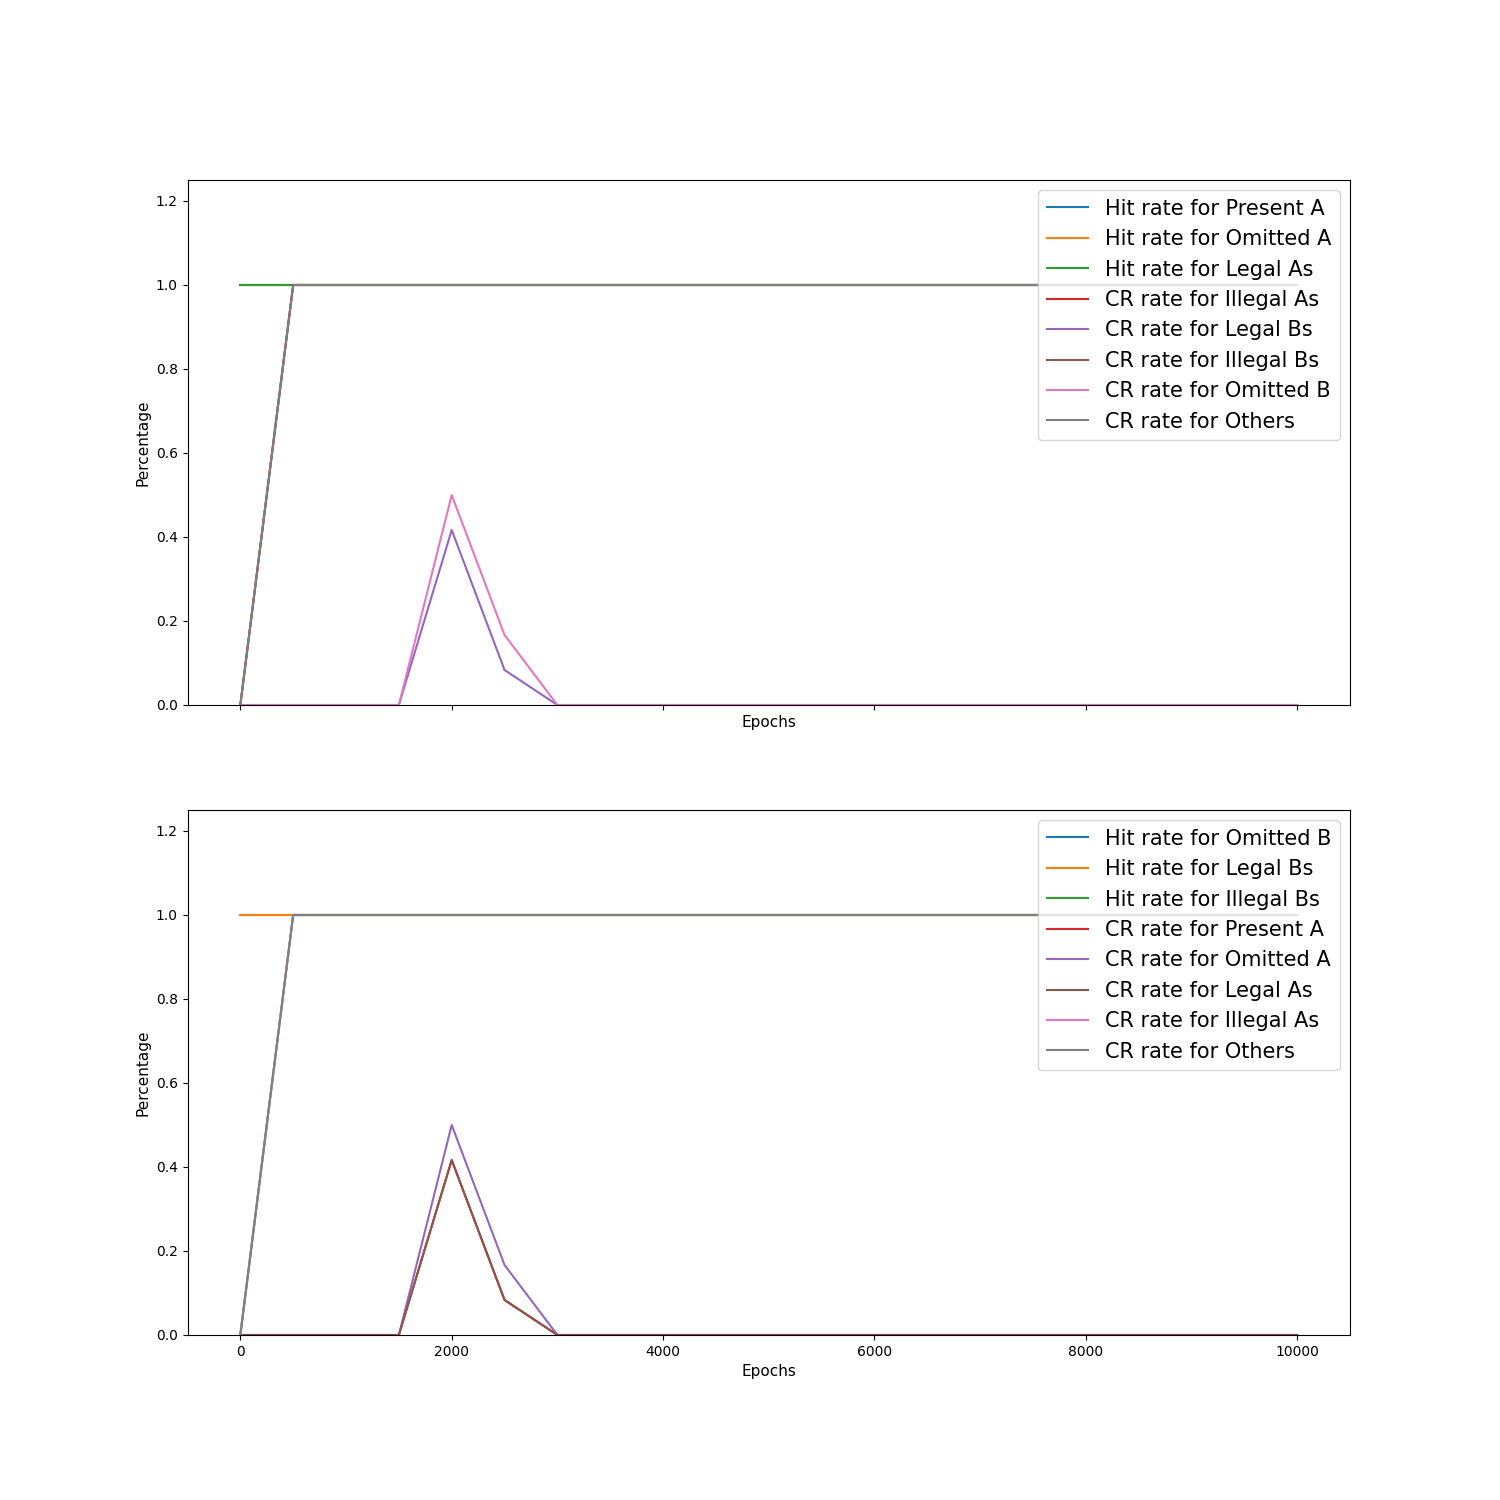 1.2
1.0
0.8
0.6
0.4
0.2
0.0
Percentage
Epochs
Hit rate for Present A
Hit rate for Omitted A
Hit rate for Legal As
CR rate for Illegal As
CR rate for Legal Bs
CR rate for Illegal Bs
CR rate for Omitted B
CR rate for Others
1.2
1.0
0.8
0.6
0.4
0.2
0.0
Percentage
0 2000 4000 6000 8000 10000
Epochs
Hit rate for Omitted B
Hit rate for Legal Bs
Hit rate for Illegal Bs
CR rate for Present A
CR rate for Omitted A
CR rate for Legal As
CR rate for Illegal As
CR rate for Others